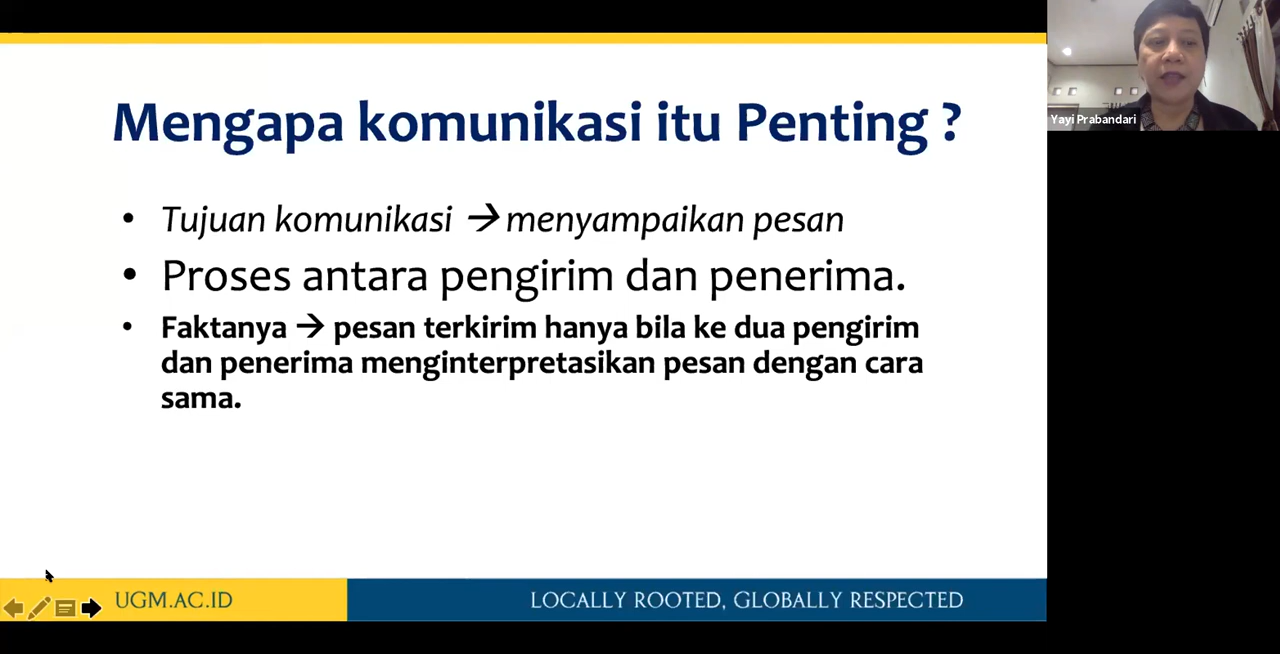 Mengapa komunikasi itu Penting ?
Yayi Prabandari
• Tujuan komunikasi → menyampaikan pesan
• Proses antara pengirim dan penerima.
• Faktanya → pesan terkirim hanya bila ke dua pengirim
dan penerima menginterpretasikan pesan dengan cara
sama.
UGM.AC.ID
LOCALLY ROOTED, GLOBALLY RESPECTED